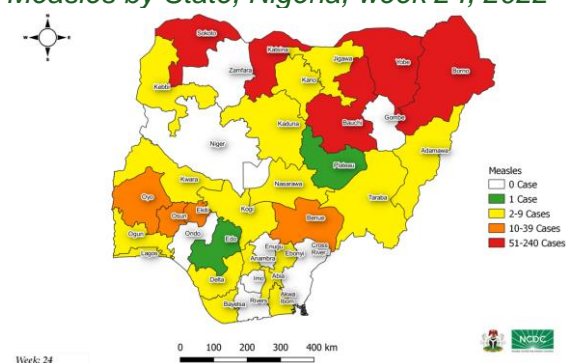 Measles by State, Nigeria, week 24, 2022
N
W
E
S
Sokoto
Katsina
Jigawa
Yobe
Borno
Zamfara
Kebbi
Kano
Bauchi
Gombe
Kaduna
Niger
Adamawa
Plateau
Kwara
Nasarawa
Taraba
Oyo
Osun
Ekiti
Kogi
Benue
Ogun
Ondo
Edo
Enugu
Ebonyi
Cross
River
Lagos
Anambra
Delta
Imo
Abia
Bayelsa
Rivers
Akwa
Ibom
Measles
0 Case
1 Case
2-9 Cases
10-39 Cases
51-240 Cases
NCDC
Week: 24
0 100 200 300 400 km